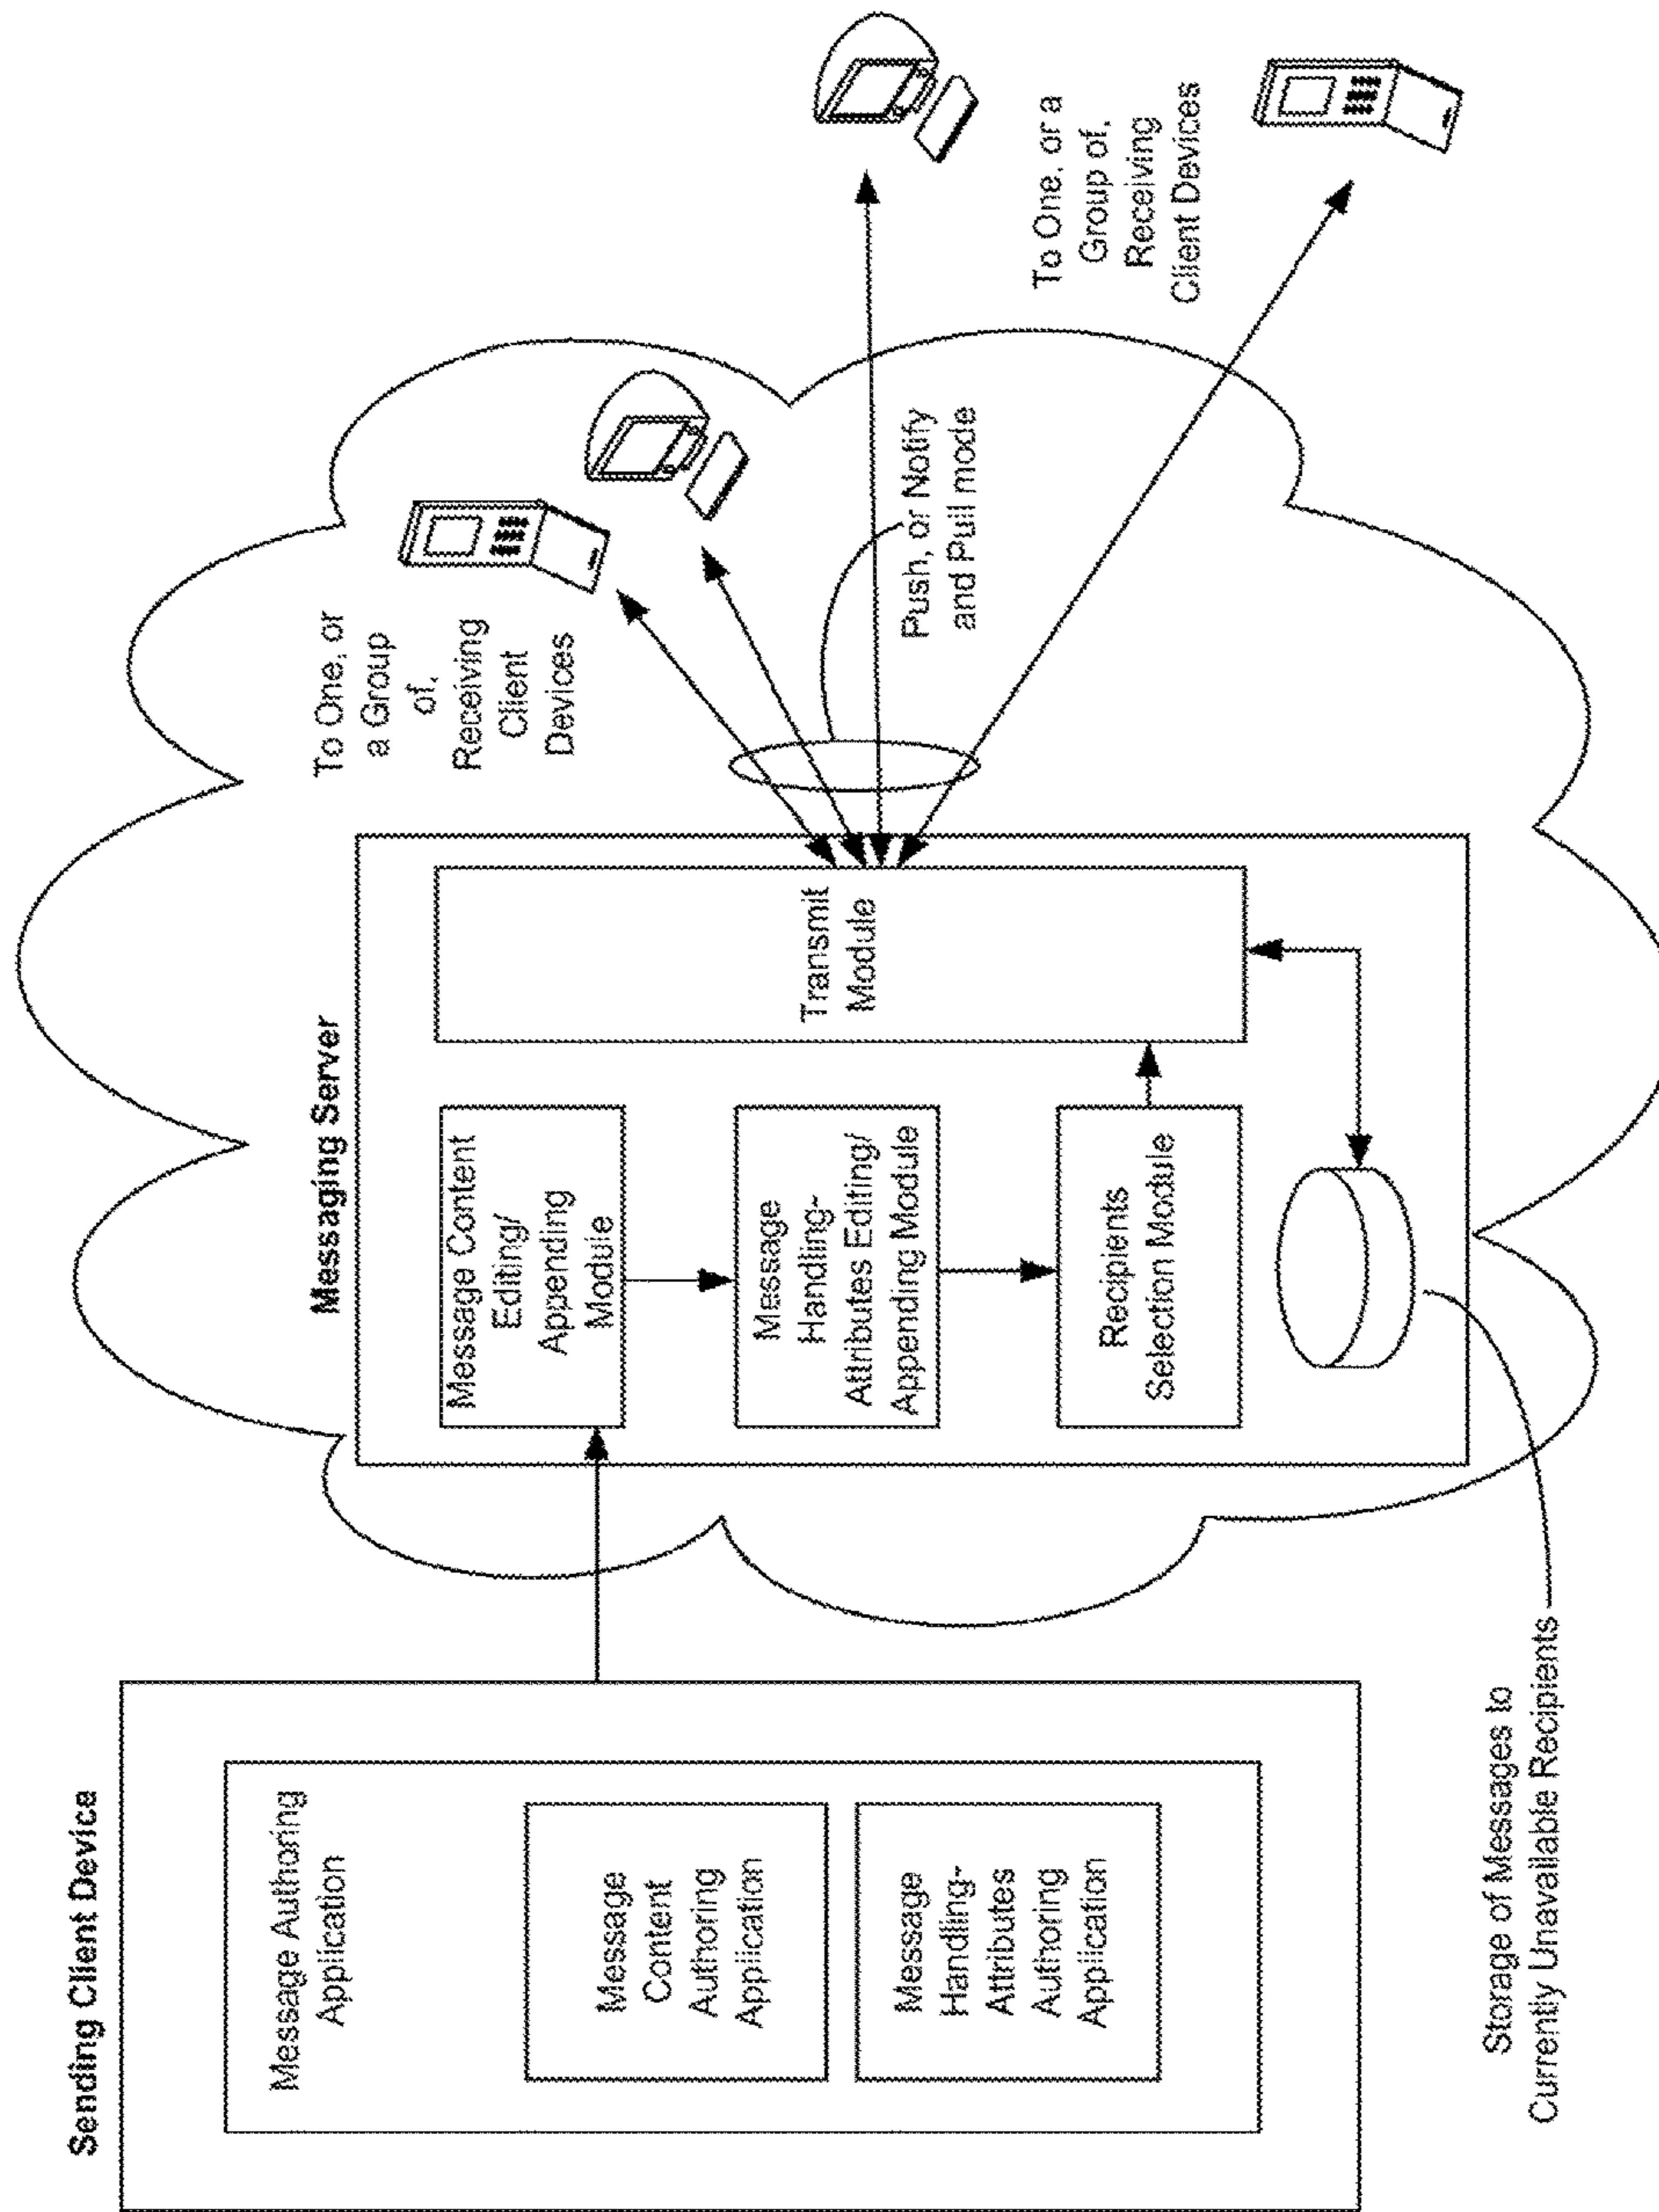 Sending Client Device
Message Authoring
Application
Message
Content
Authoring
Application
Message
Handling-
Attributes
Authoring
Application
Storage of Messages to
Currently Unavailable Recipients
Messaging Server
Message Content
Editing/
Appending
Module
Message
Handling-
Attributes Editing/
Appending Module
Recipients
Selection Module
Transmit
Module
To One, or
a Group
of,
Receiving
Client
Devices
Push, or Notify
and Pull mode
To One, or a
Group of,
Receiving
Client Devices